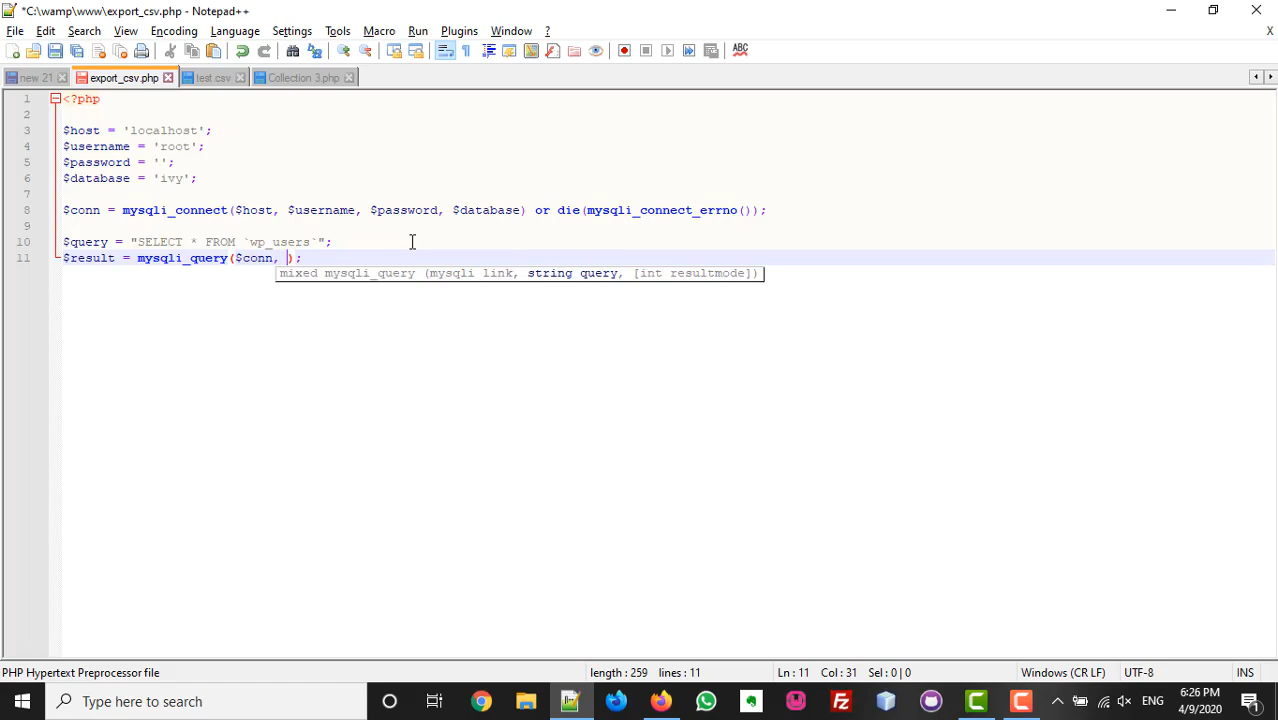 *C:\wamp\www\export_csv.php - Notepad++
File Edit Search View Encoding Language Settings Tools Macro Run Plugins Window ? X
new 21 export_csv.php test.csv Collection 3.php
1 <?php
2
3 $host = 'localhost';
4 $username = 'root';
5 $password = '';
6 $database = 'ivy';
7
8 $conn = mysqli_connect($host, $username, $password, $database) or die(mysqli_connect_errno());
9
10 $query = "SELECT * FROM `wp_users`";
11 $result = mysqli_query($conn, );
mixed mysqli_query (mysqli link, string query, [int resultmode])
PHP Hypertext Preprocessor file length : 259 lines : 11 Ln : 11 Col : 31 Sel : 0 | 0 Windows (CR LF) UTF-8 INS
Type here to search ENG 6:26 PM
4/9/2020